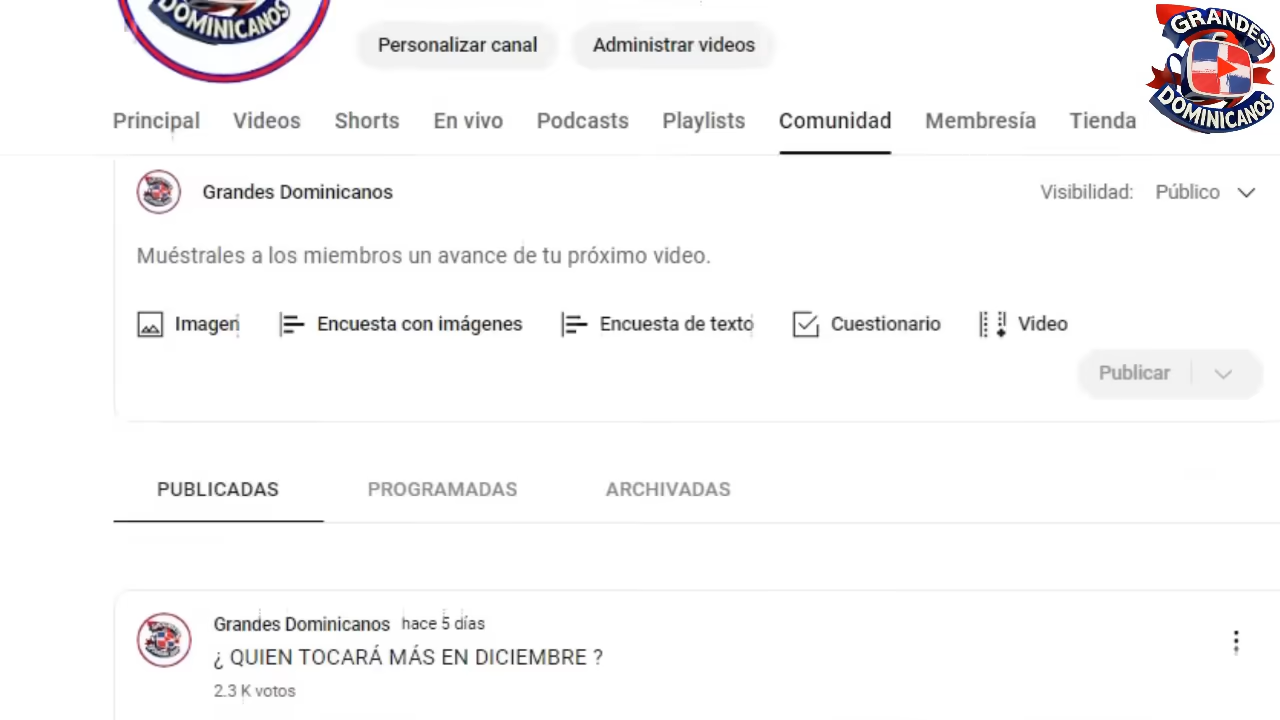 DOMINICANOS
GRANDES
DOMINICANOS
Personalizar canal Administrar videos
Principal Videos Shorts En vivo Podcasts Playlists Comunidad Membresía Tienda
Grandes Dominicanos
Visibilidad: Público
Muéstrales a los miembros un avance de tu próximo video.
Imagen Encuesta con imágenes Encuesta de texto Cuestionario Video
Publicar
PUBLICADAS PROGRAMADAS ARCHIVADAS
Grandes Dominicanos hace 5 días
¿ QUIEN TOCARÁ MÁS EN DICIEMBRE ?
2.3 K votos